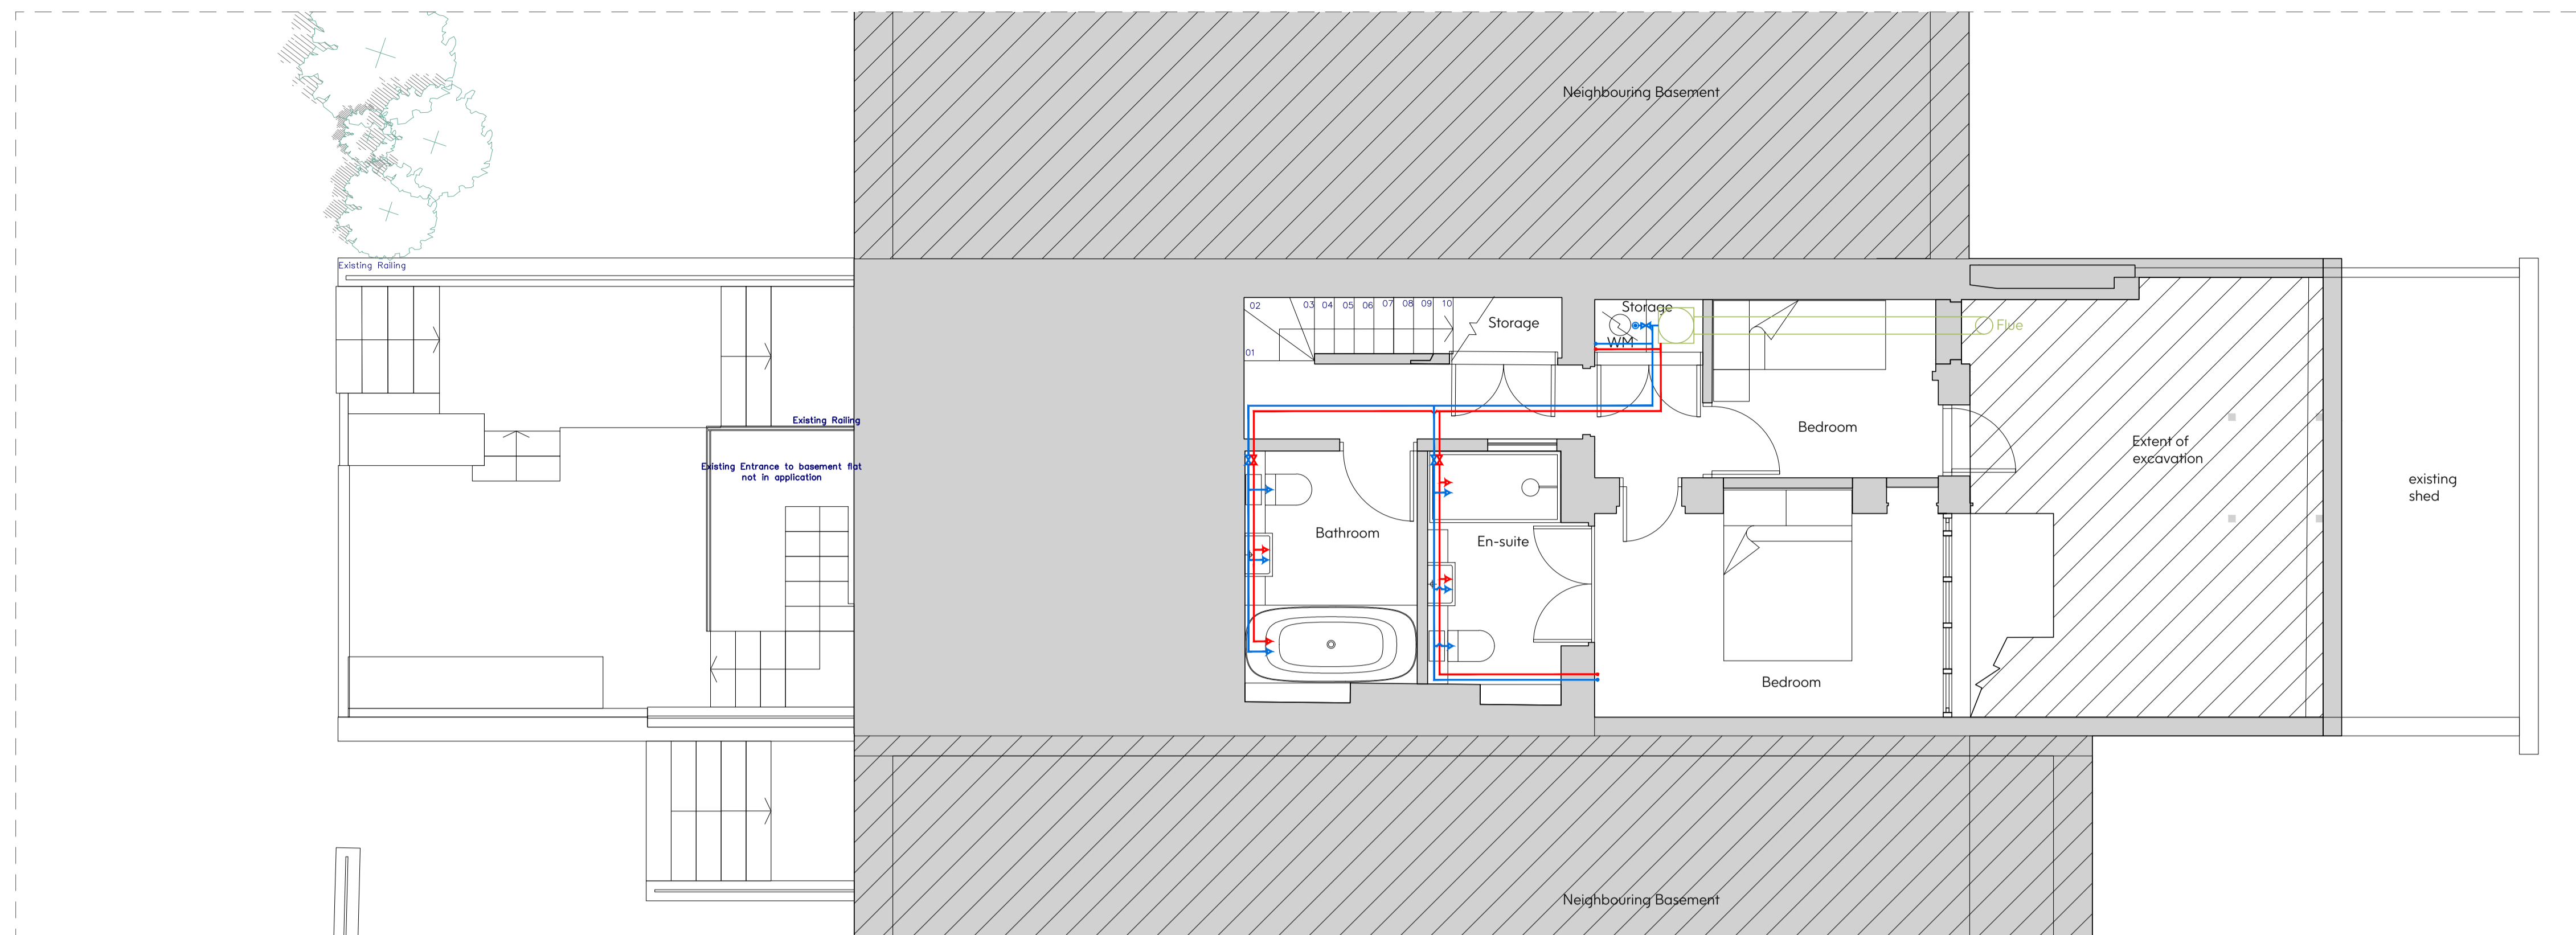 Neighbouring Basement
Existing Railing
02
03
04
05
06
07
08
09
10
01
Storage
Storage
WM
Flue
Existing Railing
Bedroom
Extent of
excavation
Existing Entrance to basement flat
not in application
existing
shed
Bathroom
En-suite
Bedroom
Neighbouring Basement